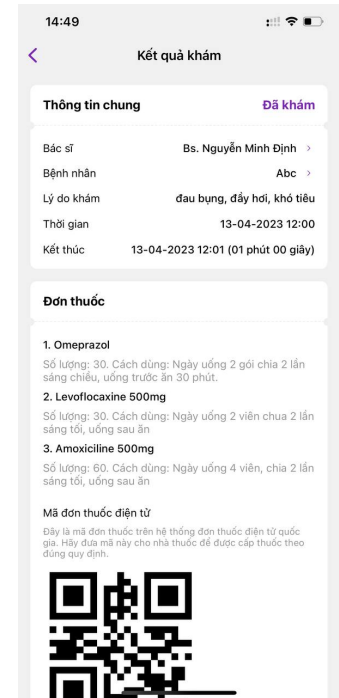 14:49
Kết quả khám
Thông tin chung Đã khám
Bác sĩ Bs. Nguyễn Minh Định
Bệnh nhân Abc
Lý do khám đau bụng, đầy hơi, khó tiêu
Thời gian 13-04-2023 12:00
Kết thúc 13-04-2023 12:01 (01 phút 00 giây)
Đơn thuốc
1. Omeprazol
Số lượng: 30. Cách dùng: Ngày uống 2 gói chia 2 lần
sáng chiều, uống trước ăn 30 phút.
2. Levoflocaxine 500mg
Số lượng: 30. Cách dùng: Ngày uống 2 viên chua 2 lần
sáng tối, uống sau ăn
3. Amoxiciline 500mg
Số lượng: 60. Cách dùng: Ngày uống 4 viên, chia 2 lần
sáng tối, uống sau ăn
Mã đơn thuốc điện tử
Đây là mã đơn thuốc trên hệ thống đơn thuốc điện tử quốc
gia. Hãy đưa mã này cho nhà thuốc để được cấp thuốc theo
đúng quy định.